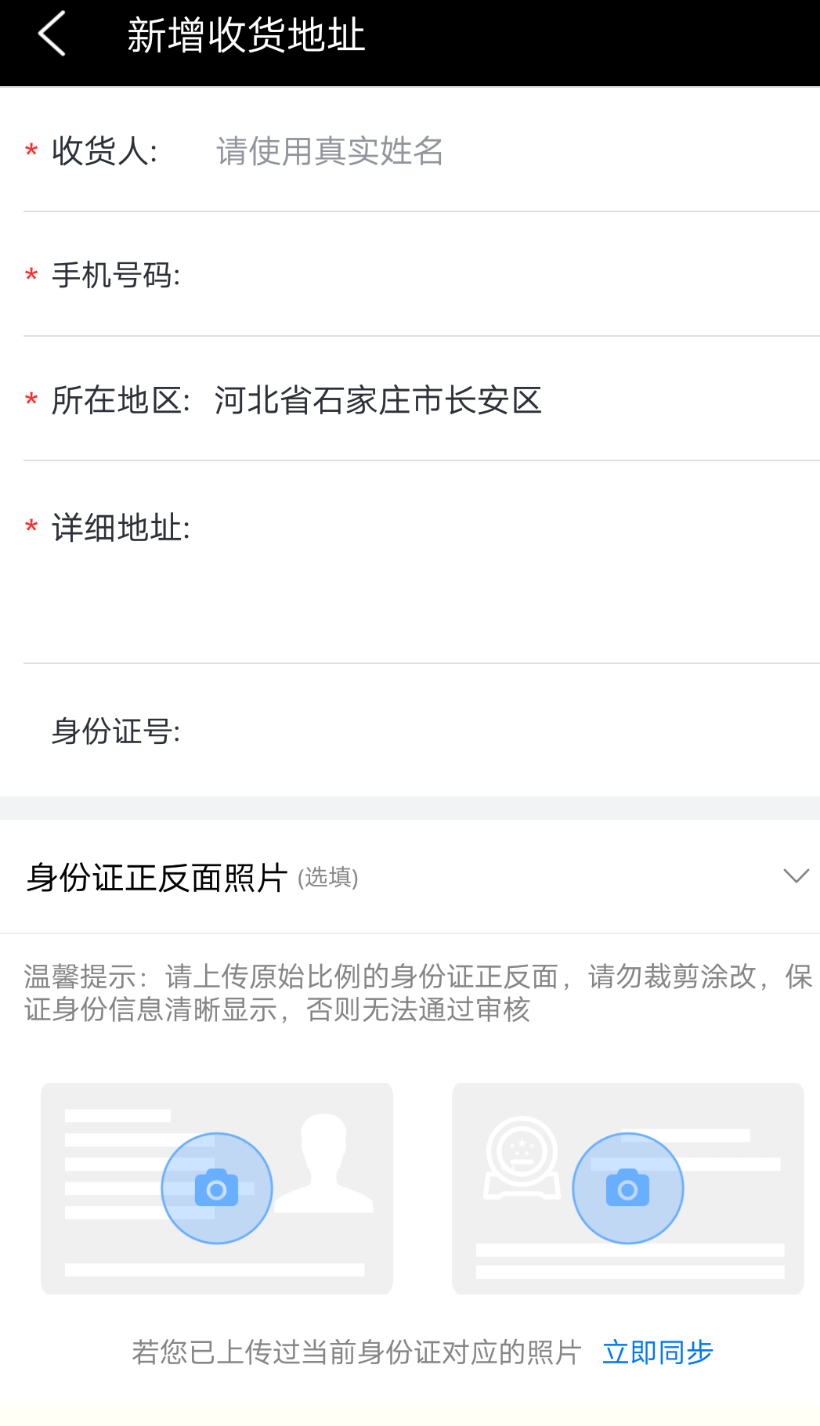 新增收货地址
* 收货人: 请使用真实姓名
* 手机号码:
* 所在地区: 河北省石家庄市长安区
* 详细地址:
身份证号:
身份证正反面照片 (选填)
温馨提示：请上传原始比例的身份证正反面，请勿裁剪涂改，保
证身份信息清晰显示，否则无法通过审核
若您已上传过当前身份证对应的照片 立即同步